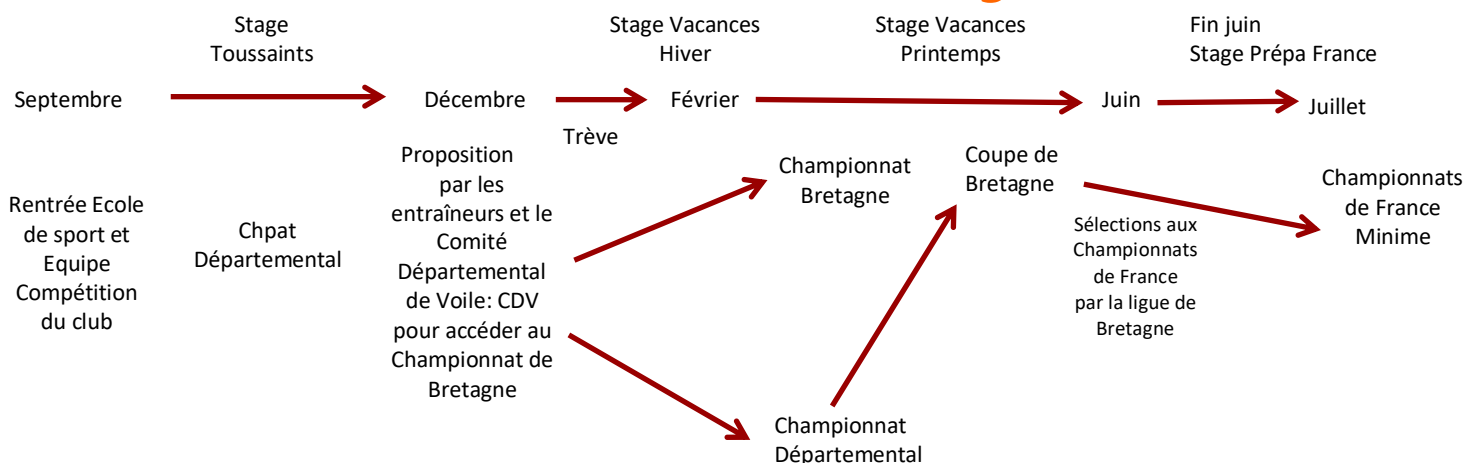 Stage
Toussaints
Stage Vacances
Hiver
Stage Vacances
Printemps
Fin juin
Stage Prépa France
Septembre
Décembre
Février
Juin
Juillet
Trève
Rentrée Ecole
de sport et
Equipe
Compétition
du club
Chpat
Départemental
Proposition
par les
entraîneurs et le
Comité
Départemental
de Voile: CDV
pour accéder au
Championnat de
Bretagne
Championnat
Bretagne
Championnat
Départemental
Coupe de
Bretagne
Sélections aux
Championnats
de France
par la ligue de
Bretagne
Championnats
de France
Minime